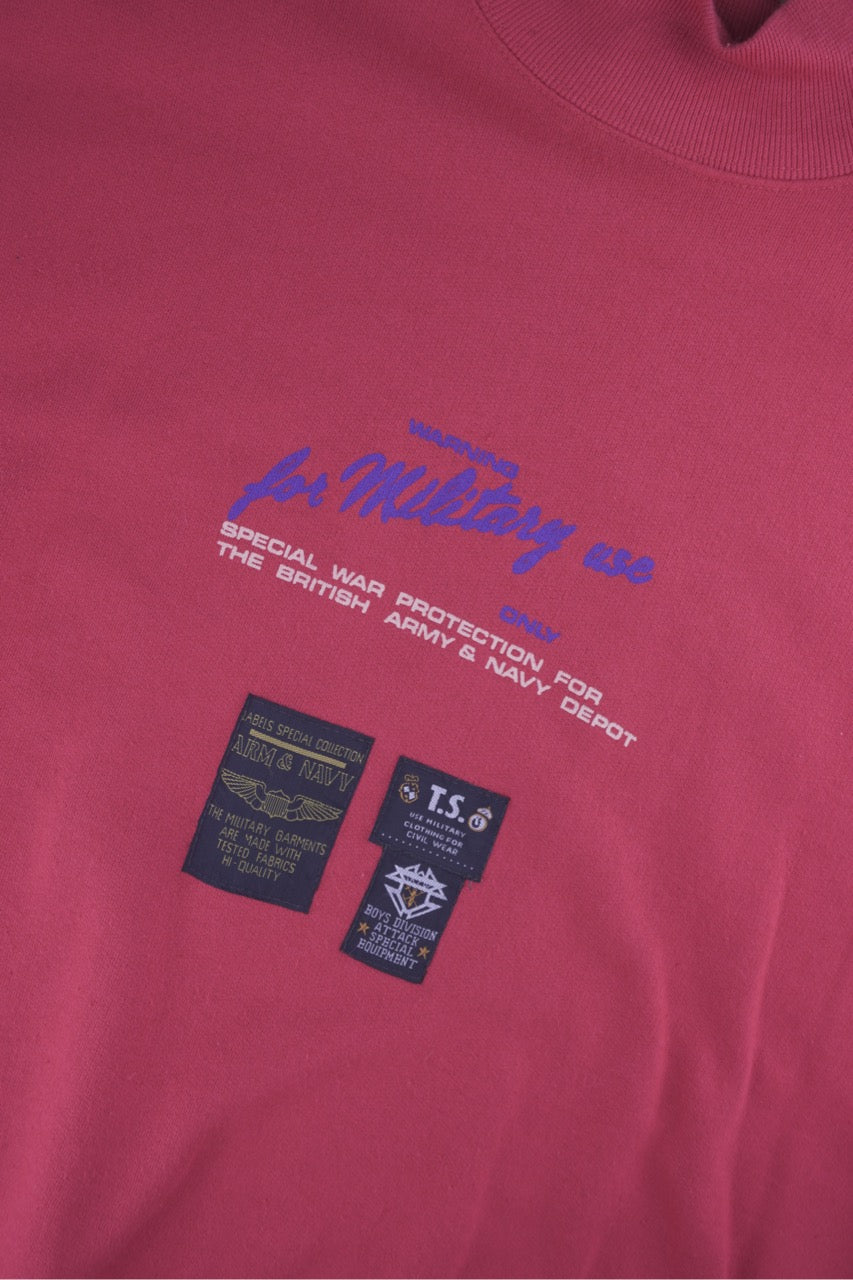 WARNING
for Military use
ONLY
SPECIAL WAR PROTECTION FOR
THE BRITISH ARMY & NAVY DEPOT
LABELS SPECIAL COLLECTION
ARM & NAVY
THE MILITARY GARMENTS
ARE MADE WITH
TESTED FABRICS
HI-QUALITY
T.S.
USE MILITARY
CLOTHING FOR
CIVIL WEAR
BOYS DIVISION
ATTACK
SPECIAL
EQUIPMENT